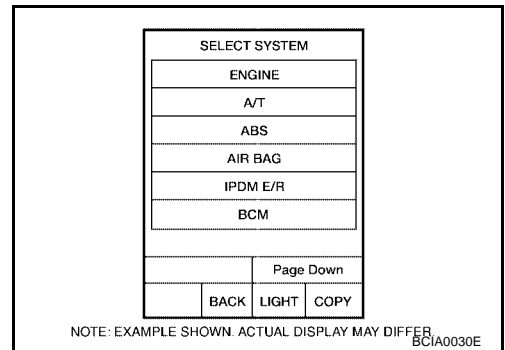 SELECT SYSTEM
ENGINE
A/T
ABS
AIR BAG
IPDM E/R
BCM
Page Down
BACK LIGHT COPY
NOTE: EXAMPLE SHOWN. ACTUAL DISPLAY MAY DIFFER.
BCIA0030E